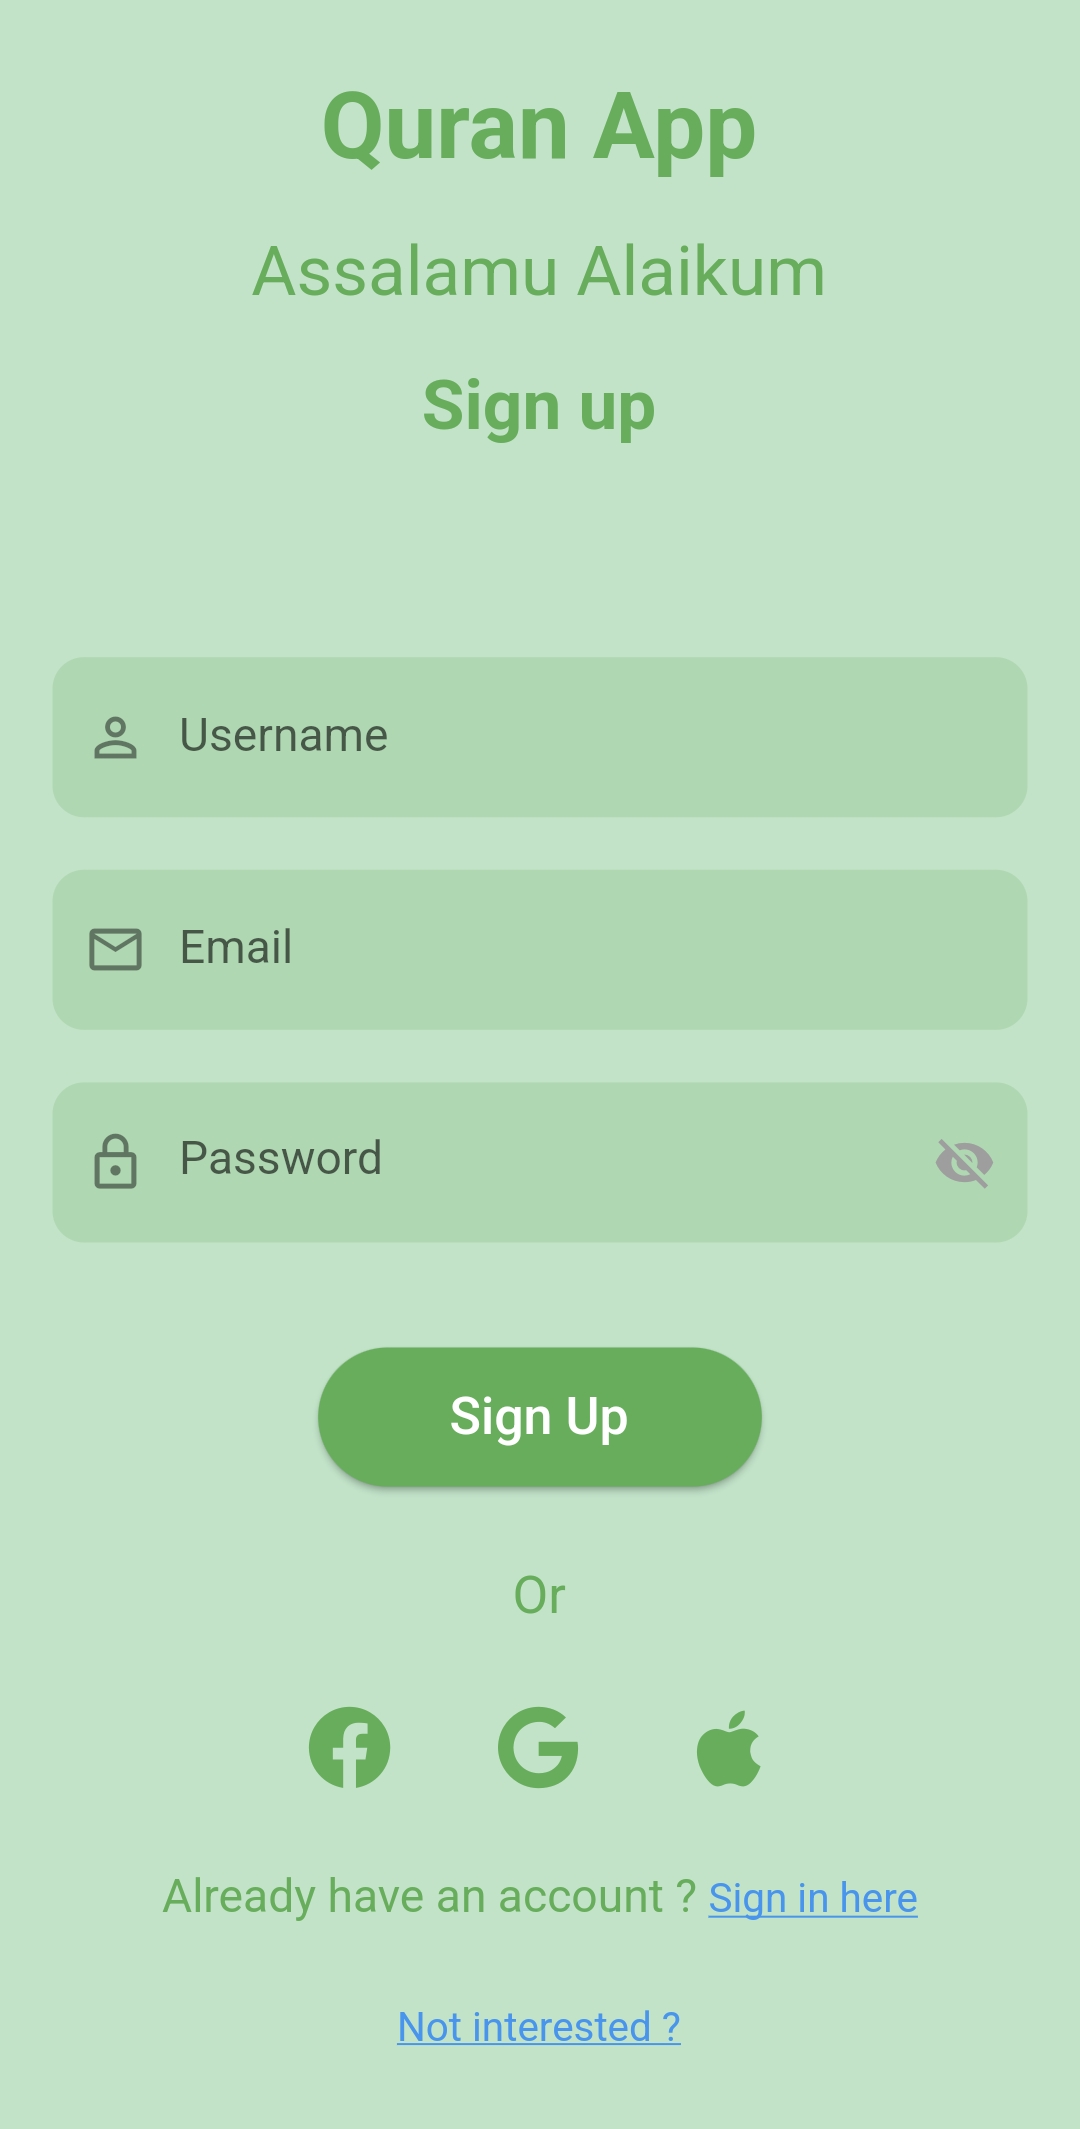 Quran App
Assalamu Alaikum
Sign up
Username
Email
Password
Sign Up
Or
Already have an account ? Sign in here
Not interested ?